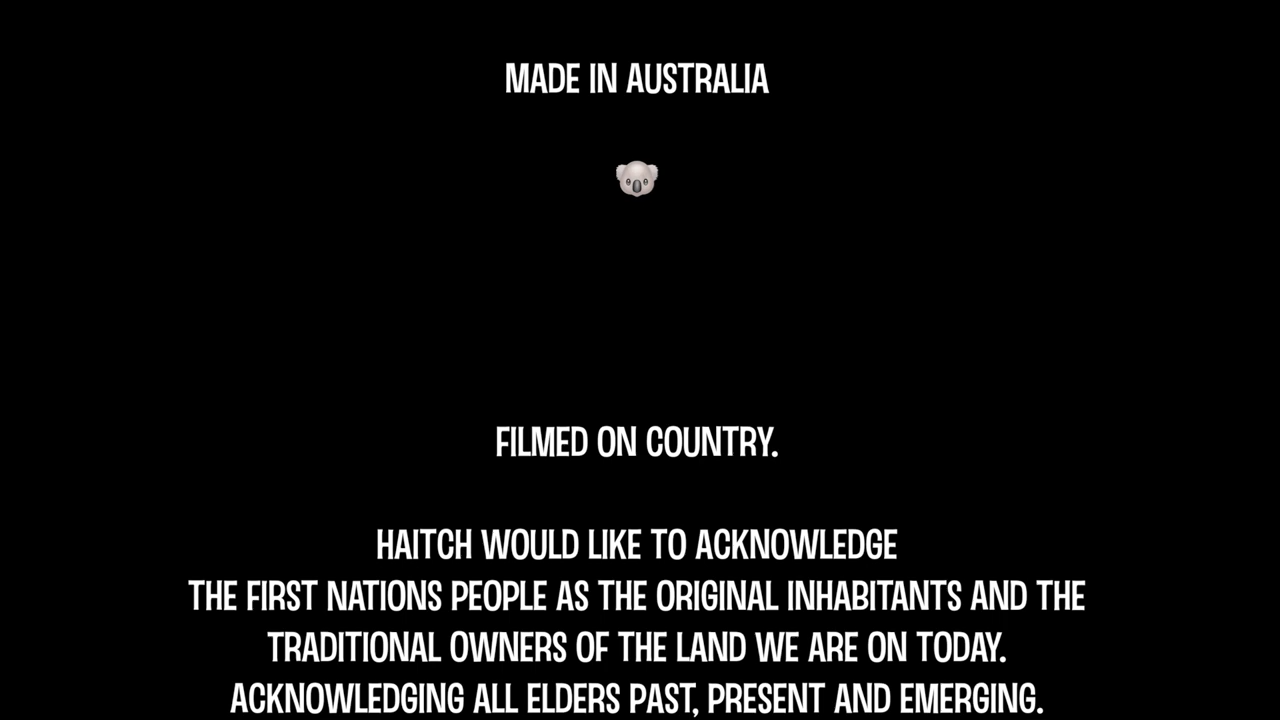 MADE IN AUSTRALIA
FILMED ON COUNTRY.
HAITCH WOULD LIKE TO ACKNOWLEDGE
THE FIRST NATIONS PEOPLE AS THE ORIGINAL INHABITANTS AND THE
TRADITIONAL OWNERS OF THE LAND WE ARE ON TODAY.
ACKNOWLEDGING ALL ELDERS PAST, PRESENT AND EMERGING.